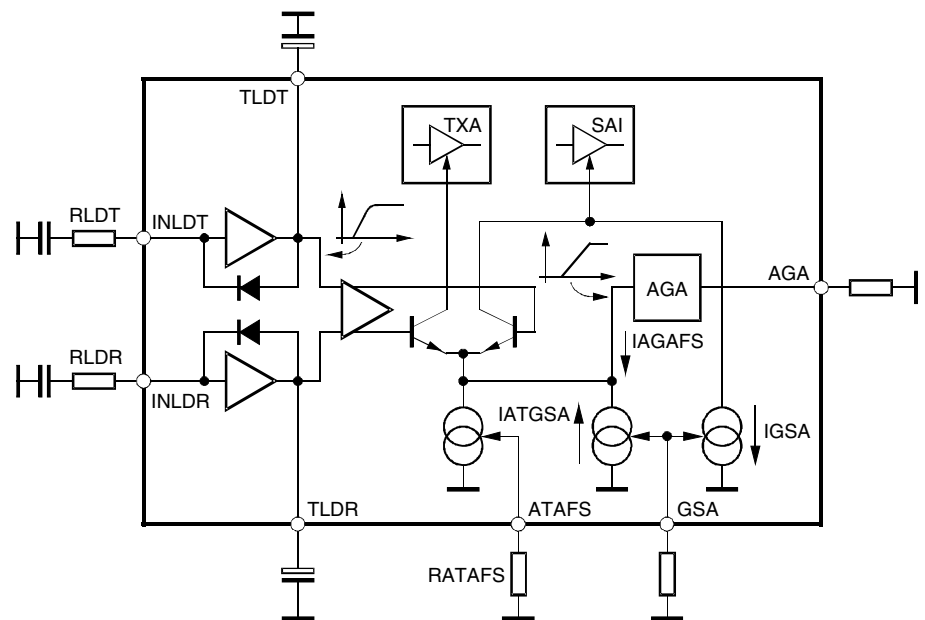 TLDT
TXA
SAI
RLDT
INLDT
AGA
AGA
IAGAFS
RLDR
INLDR
IATGSA
IGSA
TLDR
ATAFS
GSA
RATAFS